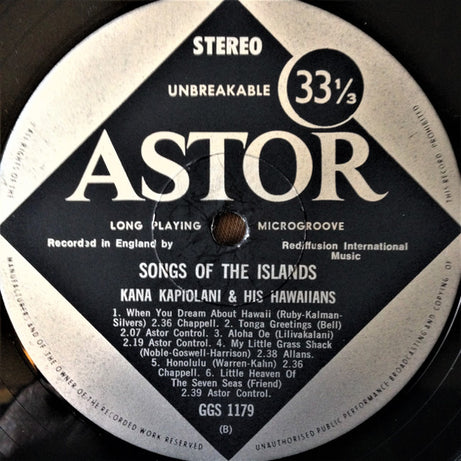 STEREO
UNBREAKABLE 33⅓
ASTOR
LONG PLAYING MICROGROOVE
Recorded in England by Rediffusion International
Music
SONGS OF THE ISLANDS
KANA KAPIOLANI & HIS HAWAIIANS
1. When You Dream About Hawaii (Ruby-Kalman-
Silvers) 2.36 Chappell. 2. Tonga Greetings (Bell)
2.07 Astor Control. 3. Aloha Oe (Lilivakalani)
2.19 Astor Control. 4. My Little Grass Shack
(Noble-Goswell-Harrison) 2.38 Allans.
5. Honolulu (Warren-Kahn) 2.36
Chappell. 6. Little Heaven Of
The Seven Seas (Friend)
2.39 Astor Control.
GGS 1179
(B)
ALL RIGHTS OF THE
MANUFACTURER AND OF THE OWNER OF THE RECORDED WORK RESERVED
UNAUTHORISED PUBLIC PERFORMANCE BROADCASTING AND COPYING OF
THIS RECORD PROHIBITED